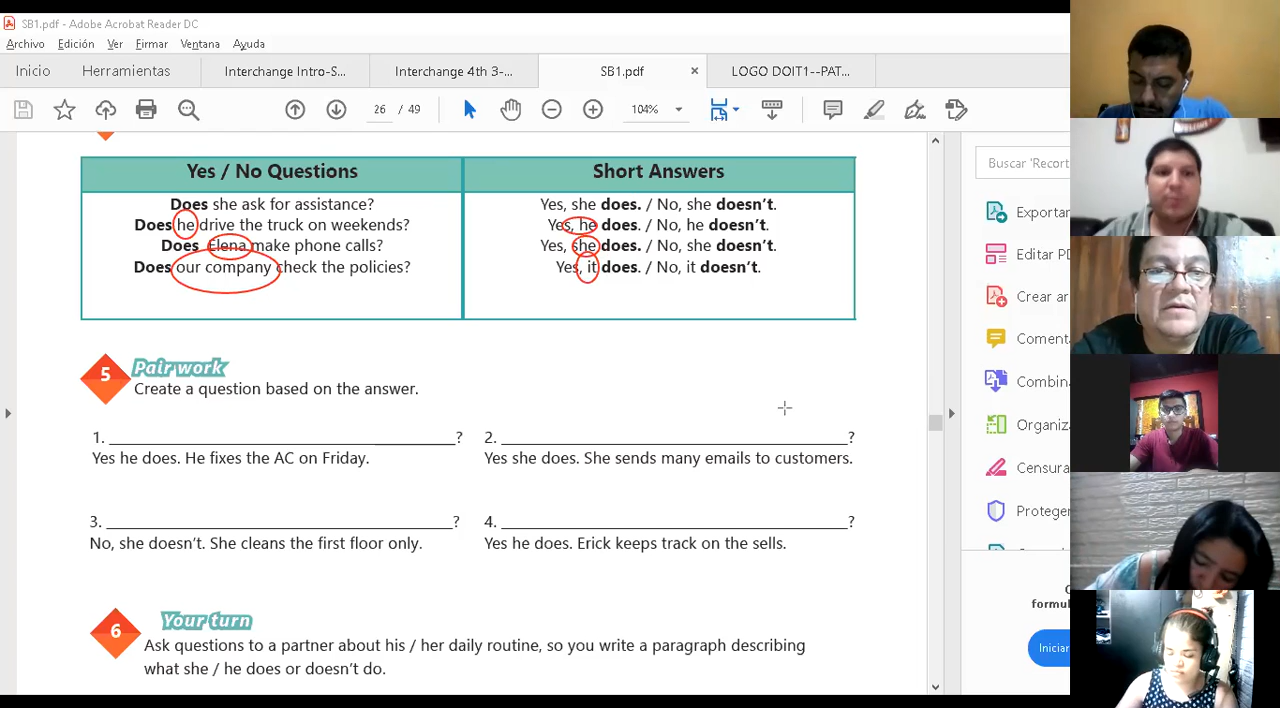 SB1.pdf - Adobe Acrobat Reader DC
Archivo Edición Ver Firmar Ventana Ayuda
Inicio Herramientas Interchange Intro-S... Interchange 4th 3-... SB1.pdf × LOGO DOIT1--PAT...
26 / 49 104%
Yes / No Questions Short Answers
Does she ask for assistance? Yes, she does. / No, she doesn't.
Does he drive the truck on weekends? Yes, he does. / No, he doesn't.
Does Elena make phone calls? Yes, she does. / No, she doesn't.
Does our company check the policies? Yes, it does. / No, it doesn't.
5 Pair work
Create a question based on the answer.
1. ? 2. ?
Yes he does. He fixes the AC on Friday. Yes she does. She sends many emails to customers.
3. ? 4. ?
No, she doesn't. She cleans the first floor only. Yes he does. Erick keeps track on the sells.
6 Your turn
Ask questions to a partner about his / her daily routine, so you write a paragraph describing
what she / he does or doesn't do.
Buscar 'Recort
Exportar
Editar PD
Crear ar
Coment
Combin
Organiz
Censura
Proteger
formul
Iniciar